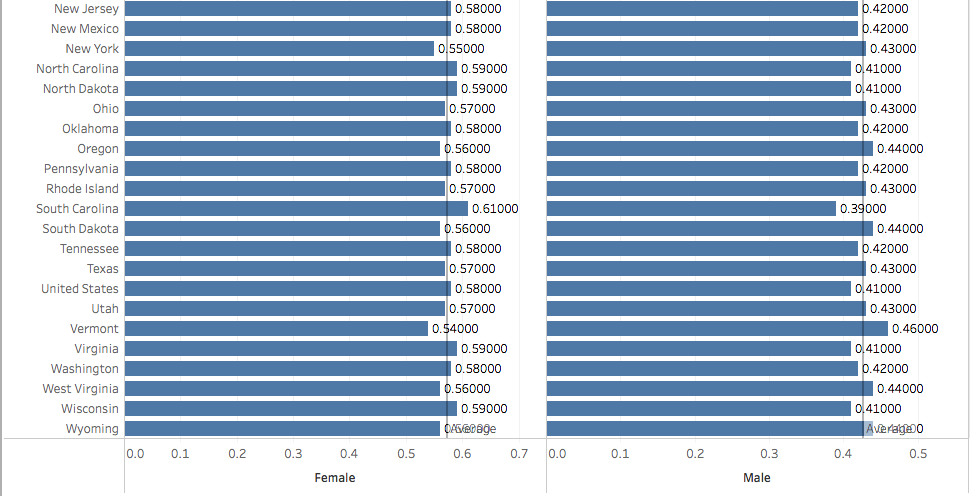 New Jersey 0.58000 0.42000
New Mexico 0.58000 0.42000
New York 0.55000 0.43000
North Carolina 0.59000 0.41000
North Dakota 0.59000 0.41000
Ohio 0.57000 0.43000
Oklahoma 0.58000 0.42000
Oregon 0.56000 0.44000
Pennsylvania 0.58000 0.42000
Rhode Island 0.57000 0.43000
South Carolina 0.61000 0.39000
South Dakota 0.56000 0.44000
Tennessee 0.58000 0.42000
Texas 0.57000 0.43000
United States 0.58000 0.41000
Utah 0.57000 0.43000
Vermont 0.54000 0.46000
Virginia 0.59000 0.41000
Washington 0.58000 0.42000
West Virginia 0.56000 0.44000
Wisconsin 0.59000 0.41000
Wyoming 0.56000 Average Average 0.44000
0.0 0.1 0.2 0.3 0.4 0.5 0.6 0.7 0.0 0.1 0.2 0.3 0.4 0.5
Female Male